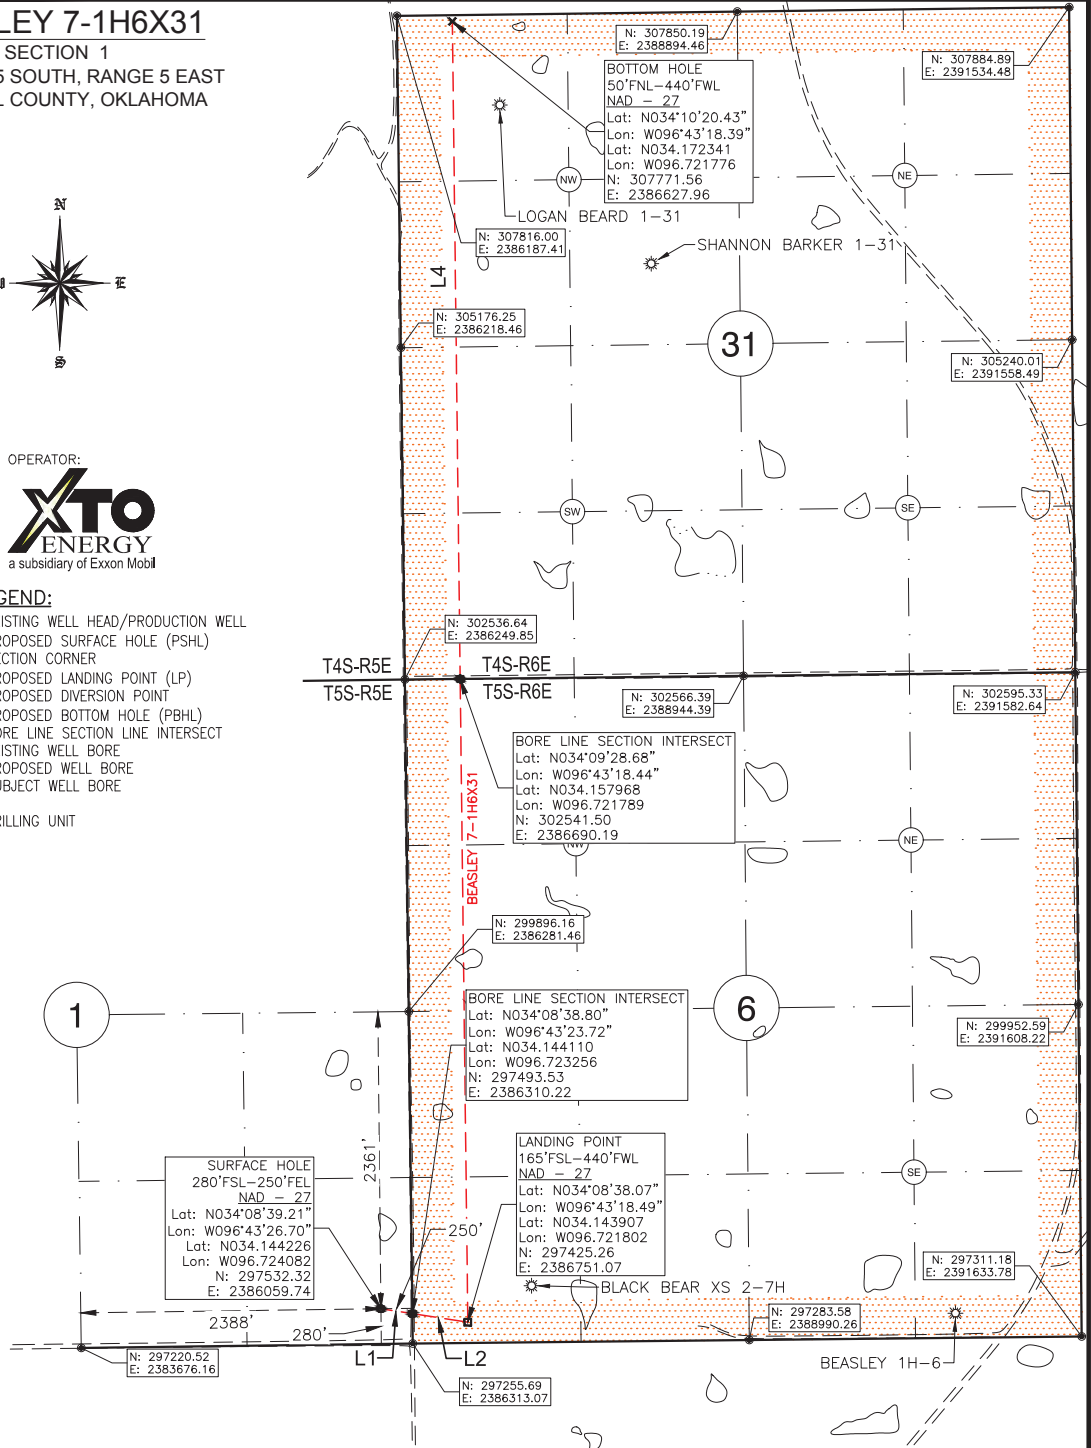 LEY 7-1H6X31
SECTION 1
5 SOUTH, RANGE 5 EAST
L COUNTY, OKLAHOMA
N
E
S
OPERATOR:
XTO
ENERGY
a subsidiary of Exxon Mobil
GEND:
ISTING WELL HEAD/PRODUCTION WELL
ROPOSED SURFACE HOLE (PSHL)
CTION CORNER
ROPOSED LANDING POINT (LP)
ROPOSED DIVERSION POINT
ROPOSED BOTTOM HOLE (PBHL)
ORE LINE SECTION LINE INTERSECT
ISTING WELL BORE
ROPOSED WELL BORE
UBJECT WELL BORE
RILLING UNIT
N: 307850.19
E: 2388894.46
N: 307884.89
E: 2391534.48
BOTTOM HOLE
50'FNL-440'FWL
NAD - 27
Lat: N034°10'20.43"
Lon: W096°43'18.39"
Lat: N034.172341
Lon: W096.721776
N: 307771.56
E: 2386627.96
NW
NE
LOGAN BEARD 1-31
N: 307816.00
E: 2386187.41
SHANNON BARKER 1-31
L4
N: 305176.25
E: 2386218.46
31
N: 305240.01
E: 2391558.49
SW
SE
N: 302536.64
E: 2386249.85
T4S-R5E
T5S-R5E
T4S-R6E
T5S-R6E
N: 302566.39
E: 2388944.39
N: 302595.33
E: 2391582.64
BORE LINE SECTION INTERSECT
Lat: N034°09'28.68"
Lon: W096°43'18.44"
Lat: N034.157968
Lon: W096.721789
N: 302541.50
E: 2386690.19
BEASLEY 7-1H6X31
NW
NE
N: 299896.16
E: 2386281.46
1
6
BORE LINE SECTION INTERSECT
Lat: N034°08'38.80"
Lon: W096°43'23.72"
Lat: N034.144110
Lon: W096.723256
N: 297493.53
E: 2386310.22
N: 299952.59
E: 2391608.22
2361'
SURFACE HOLE
280'FSL-250'FEL
NAD - 27
Lat: N034°08'39.21"
Lon: W096°43'26.70"
Lat: N034.144226
Lon: W096.724082
N: 297532.32
E: 2386059.74
LANDING POINT
165'FSL-440'FWL
NAD - 27
Lat: N034°08'38.07"
Lon: W096°43'18.49"
Lat: N034.143907
Lon: W096.721802
N: 297425.26
E: 2386751.07
SE
250'
N: 297311.18
E: 2391633.78
BLACK BEAR XS 2-7H
2388'
280'
N: 297283.58
E: 2388990.26
L1
L2
BEASLEY 1H-6
N: 297220.52
E: 2383676.16
N: 297255.69
E: 2386313.07